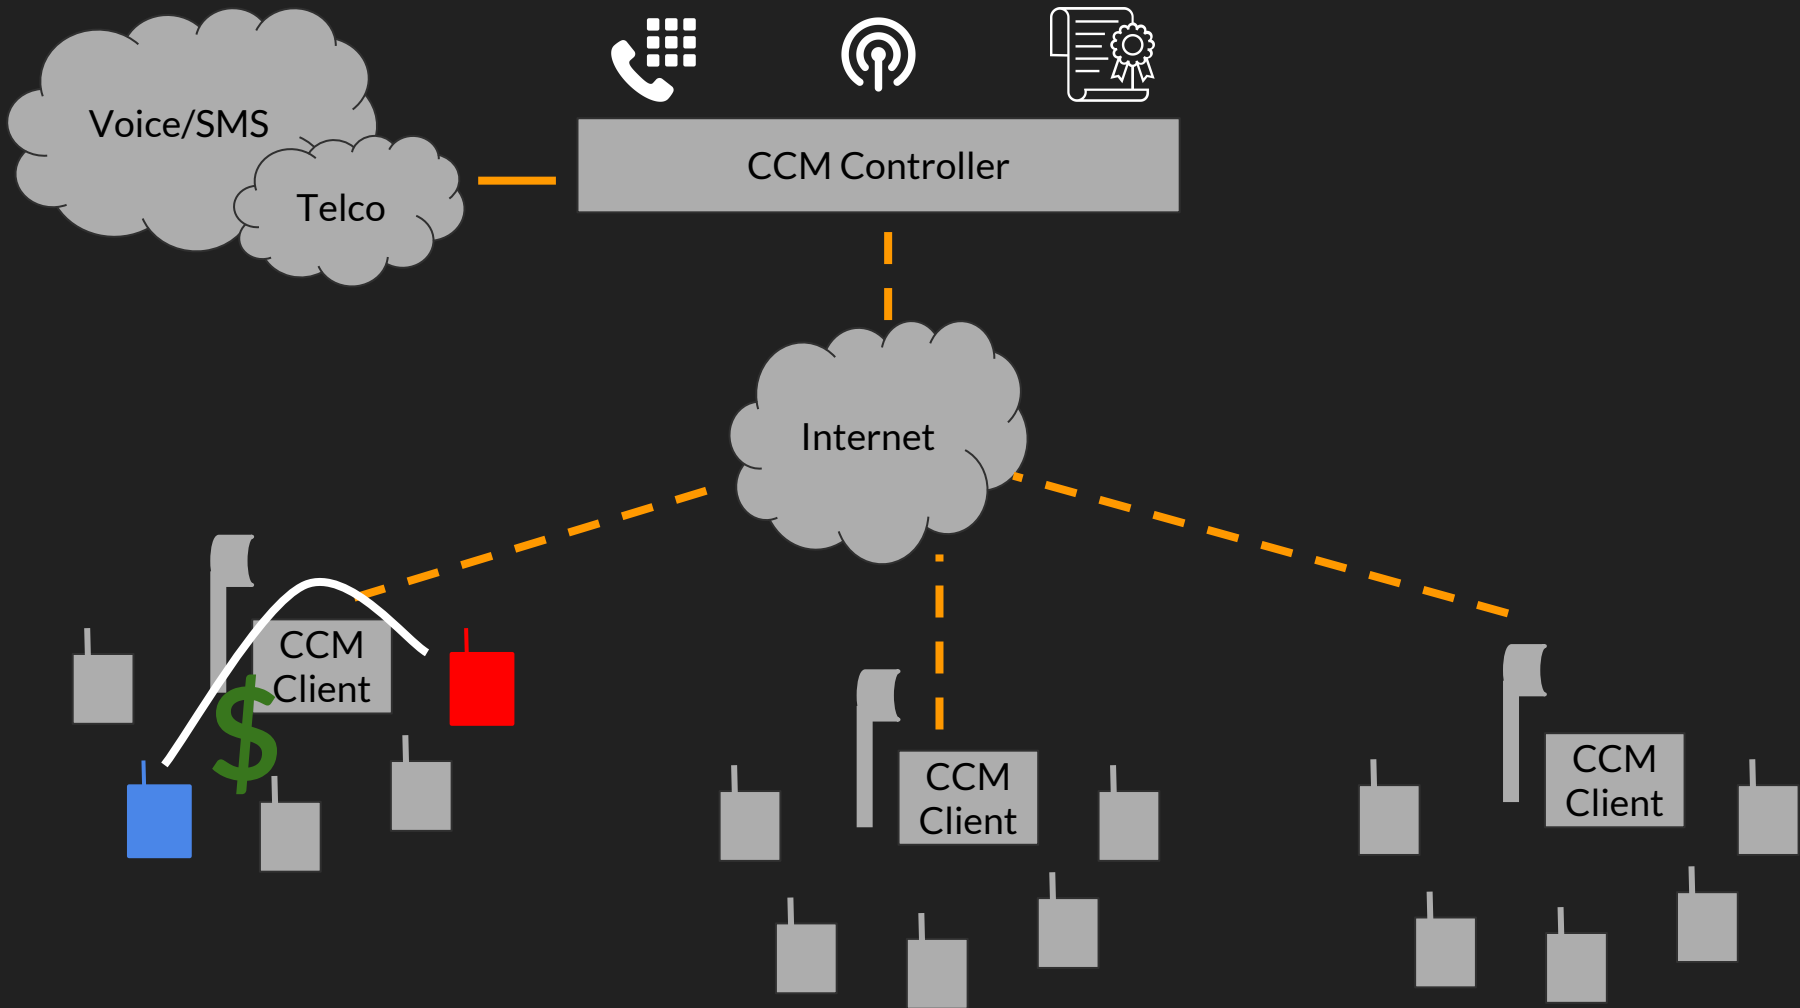 Voice/SMS
Telco
CCM Controller
Internet
CCM
Client
$
CCM
Client
CCM
Client